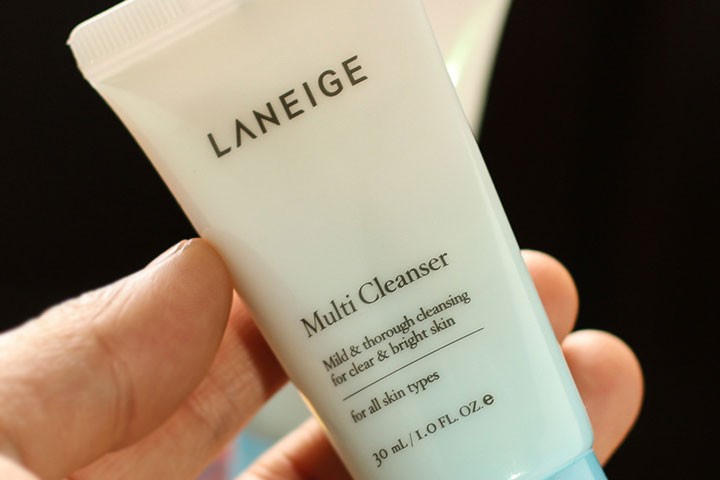 LANEIGE
Multi Cleanser
Mild & thorough cleansing
for clear & bright skin
for all skin types
30 mL / 1.0 FL. OZ. ℮